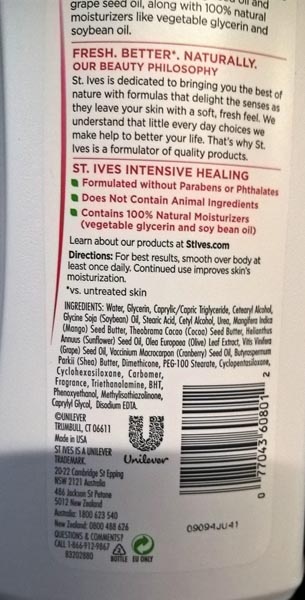 grape seed oil, along with 100% natural
moisturizers like vegetable glycerin and
soybean oil.
FRESH. BETTER*. NATURALLY.
OUR BEAUTY PHILOSOPHY
St. Ives is dedicated to bringing you the best of
nature with formulas that delight the senses as
they leave your skin with a soft, fresh feel. We
understand that little every day choices we
make help to better your life. That's why St.
Ives is a formulator of quality products.
ST. IVES INTENSIVE HEALING
Formulated without Parabens or Phthalates
Does Not Contain Animal Ingredients
Contains 100% Natural Moisturizers
(vegetable glycerin and soy bean oil)
Learn about our products at StIves.com
Directions: For best results, smooth over body at
least once daily. Continued use improves skin's
moisturization.
*vs. untreated skin
INGREDIENTS: Water, Glycerin, Caprylic/Capric Triglyceride, Cetearyl Alcohol,
Glycine Soja (Soybean) Oil, Stearic Acid, Cetyl Alcohol, Urea, Mangifera Indica
(Mango) Seed Butter, Theobroma Cacao (Cocoa) Seed Butter, Helianthus
Annuus (Sunflower) Seed Oil, Olea Europaea (Olive) Leaf Extract, Vitis Vinifera
(Grape) Seed Oil, Vaccinium Macrocarpon (Cranberry) Seed Oil, Butyrospermum
Parkii (Shea) Butter, Dimethicone, PEG-100 Stearate, Cyclopentasiloxane,
Cyclohexasiloxane, Carbomer,
Fragrance, Triethanolamine, BHT,
Phenoxyethanol, Methylisothiazolinone,
Caprylyl Glycol, Disodium EDTA.
©UNILEVER
TRUMBULL, CT 06611
Made in USA
ST IVES IS A UNILEVER
TRADEMARK.
20-22 Cambridge St Epping
NSW 2121 Australia
486 Jackson St Petone
5012 New Zealand
Australia: 1800 623 540
New Zealand: 0800 488 626
QUESTIONS & COMMENTS?
CALL 1-866-912-9867
83202880
Unilever
2
BOTTLE
EU ONLY
0 77043 60801 2
09094JU41